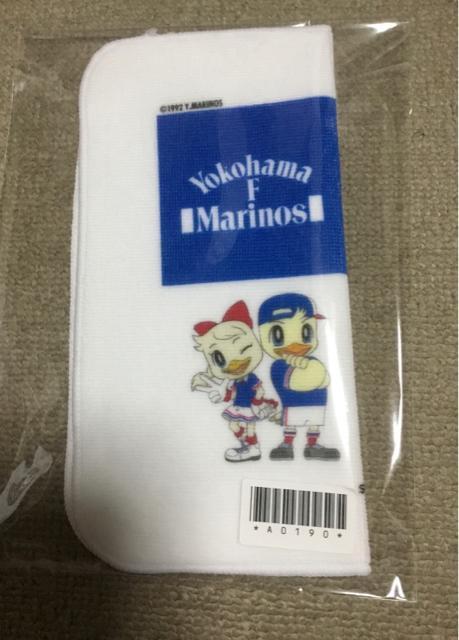 ©1992 Y.MARINOS
Yokohama
F
Marinos
*A0190*